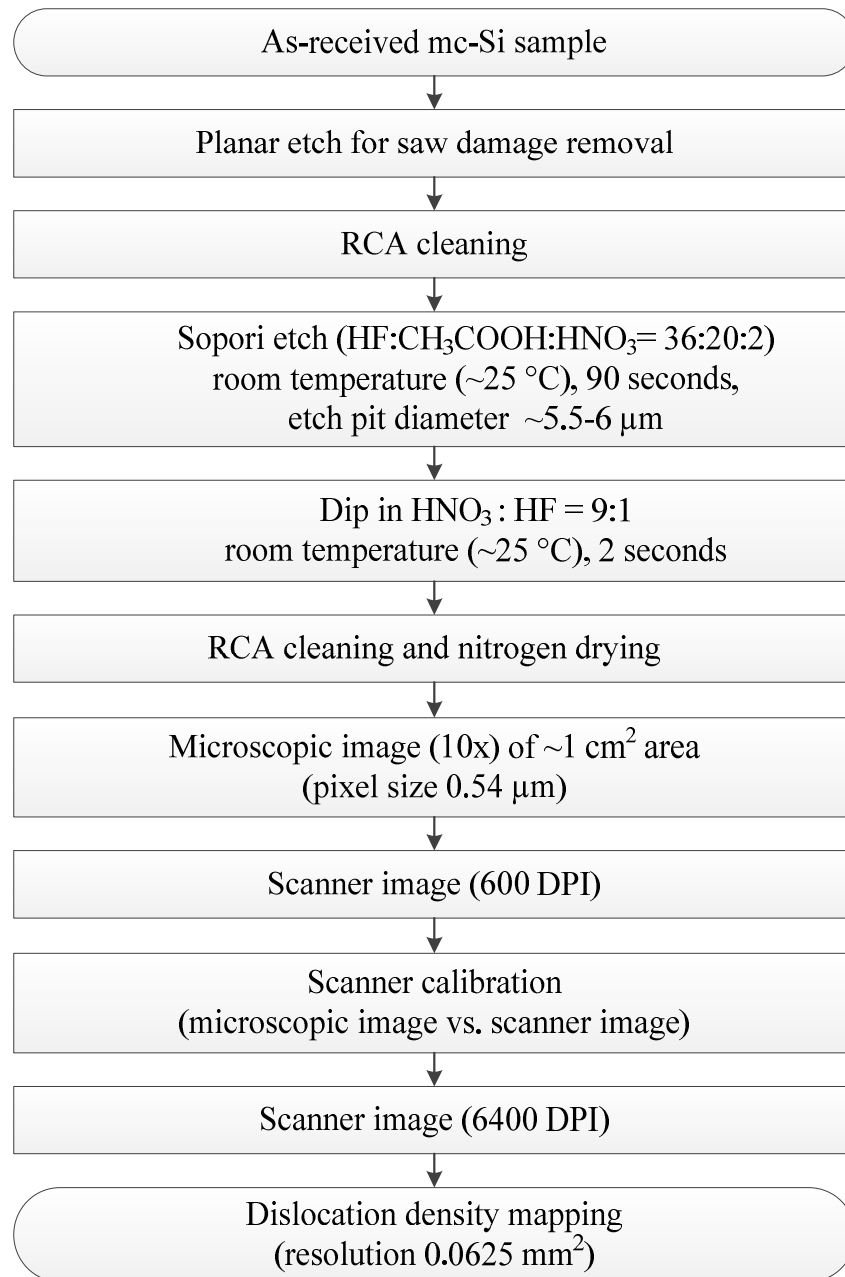 As-received mc-Si sample
Planar etch for saw damage removal
RCA cleaning
Sopori etch (HF:CH₃COOH:HNO₃= 36:20:2)
room temperature (~25 °C), 90 seconds,
etch pit diameter ~5.5-6 µm
Dip in HNO₃ : HF = 9:1
room temperature (~25 °C), 2 seconds
RCA cleaning and nitrogen drying
Microscopic image (10x) of ~1 cm² area
(pixel size 0.54 µm)
Scanner image (600 DPI)
Scanner calibration
(microscopic image vs. scanner image)
Scanner image (6400 DPI)
Dislocation density mapping
(resolution 0.0625 mm²)